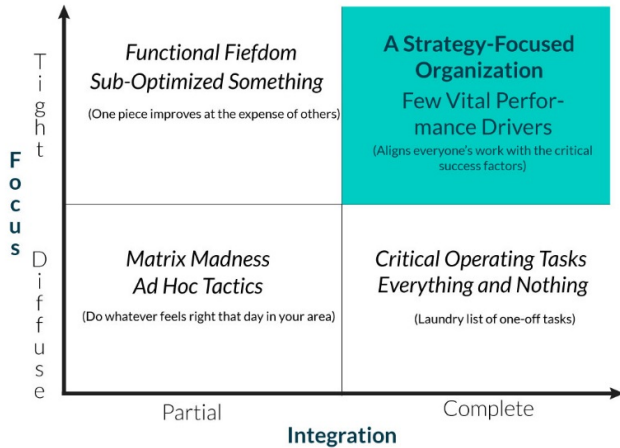 Functional Fiefdom
Sub-Optimized Something
(One piece improves at the expense of others)
A Strategy-Focused
Organization
Few Vital Perfor-
mance Drivers
(Aligns everyone's work with the critical
success factors)
Matrix Madness
Ad Hoc Tactics
(Do whatever feels right that day in your area)
Critical Operating Tasks
Everything and Nothing
(Laundry list of one-off tasks)
Tight
Focus
Diffuse
Partial
Complete
Integration